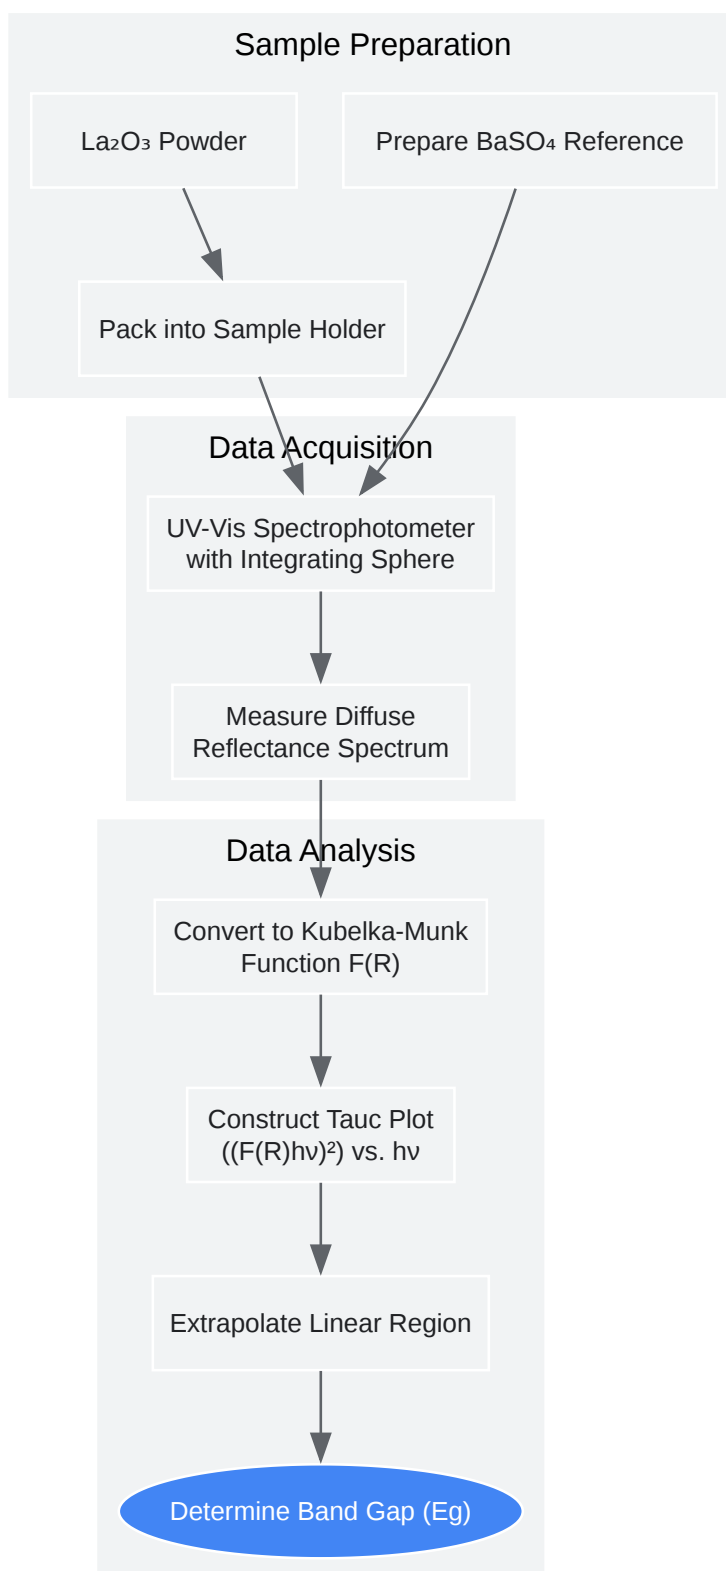 Sample Preparation
La₂O₃ Powder
Prepare BaSO₄ Reference
Pack into Sample Holder
Data Acquisition
UV-Vis Spectrophotometer
with Integrating Sphere
Measure Diffuse
Reflectance Spectrum
Data Analysis
Convert to Kubelka-Munk
Function F(R)
Construct Tauc Plot
((F(R)hν)²) vs. hν
Extrapolate Linear Region
Determine Band Gap (Eg)